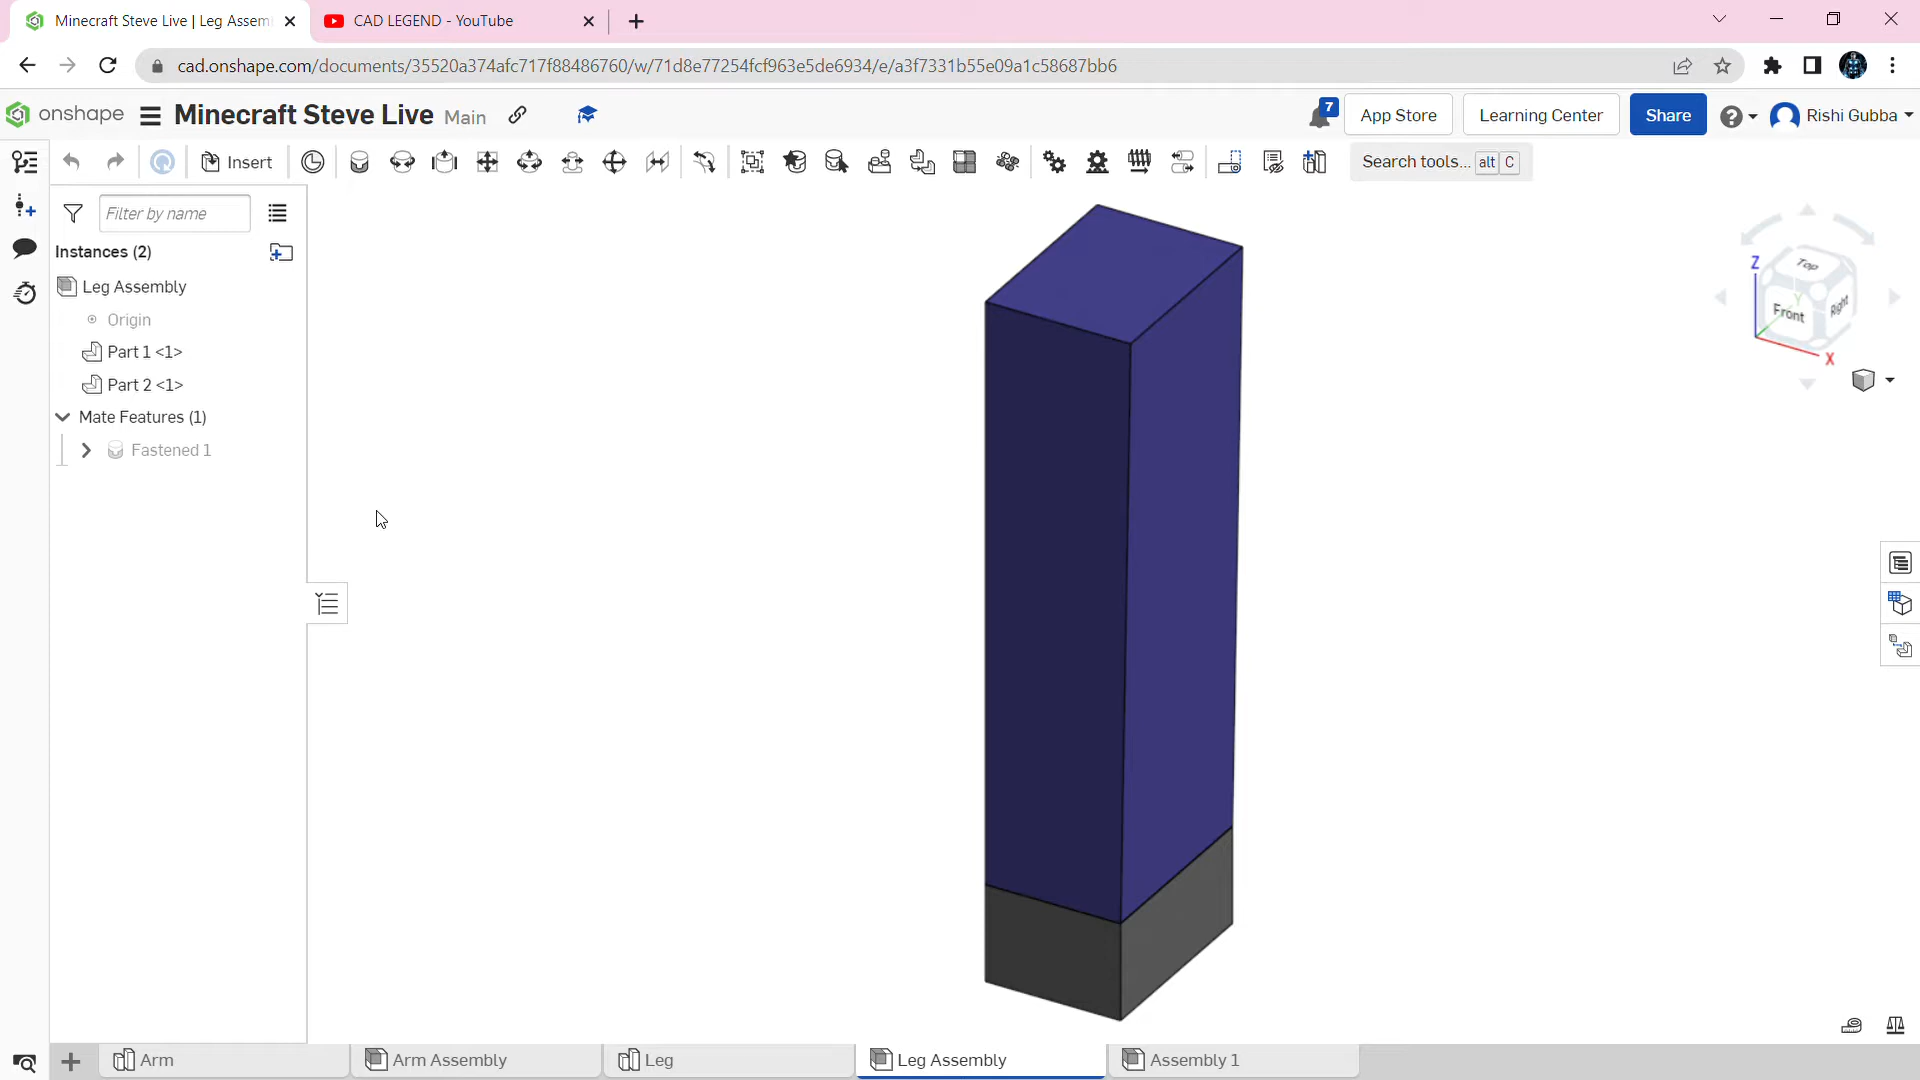 Minecraft Steve Live | Leg Assem
CAD LEGEND - YouTube
cad.onshape.com/documents/35520a374afc717f88486760/w/71d8e77254fcf963e5de6934/e/a3f7331b55e09a1c58687bb6
onshape
Minecraft Steve Live Main
7
App Store
Learning Center
Share
Rishi Gubba
Insert
Search tools... alt C
Filter by name
Instances (2)
Leg Assembly
Origin
Part 1 <1>
Part 2 <1>
Mate Features (1)
Fastened 1
Z
Top
Y
Front
Right
X
Arm
Arm Assembly
Leg
Leg Assembly
Assembly 1